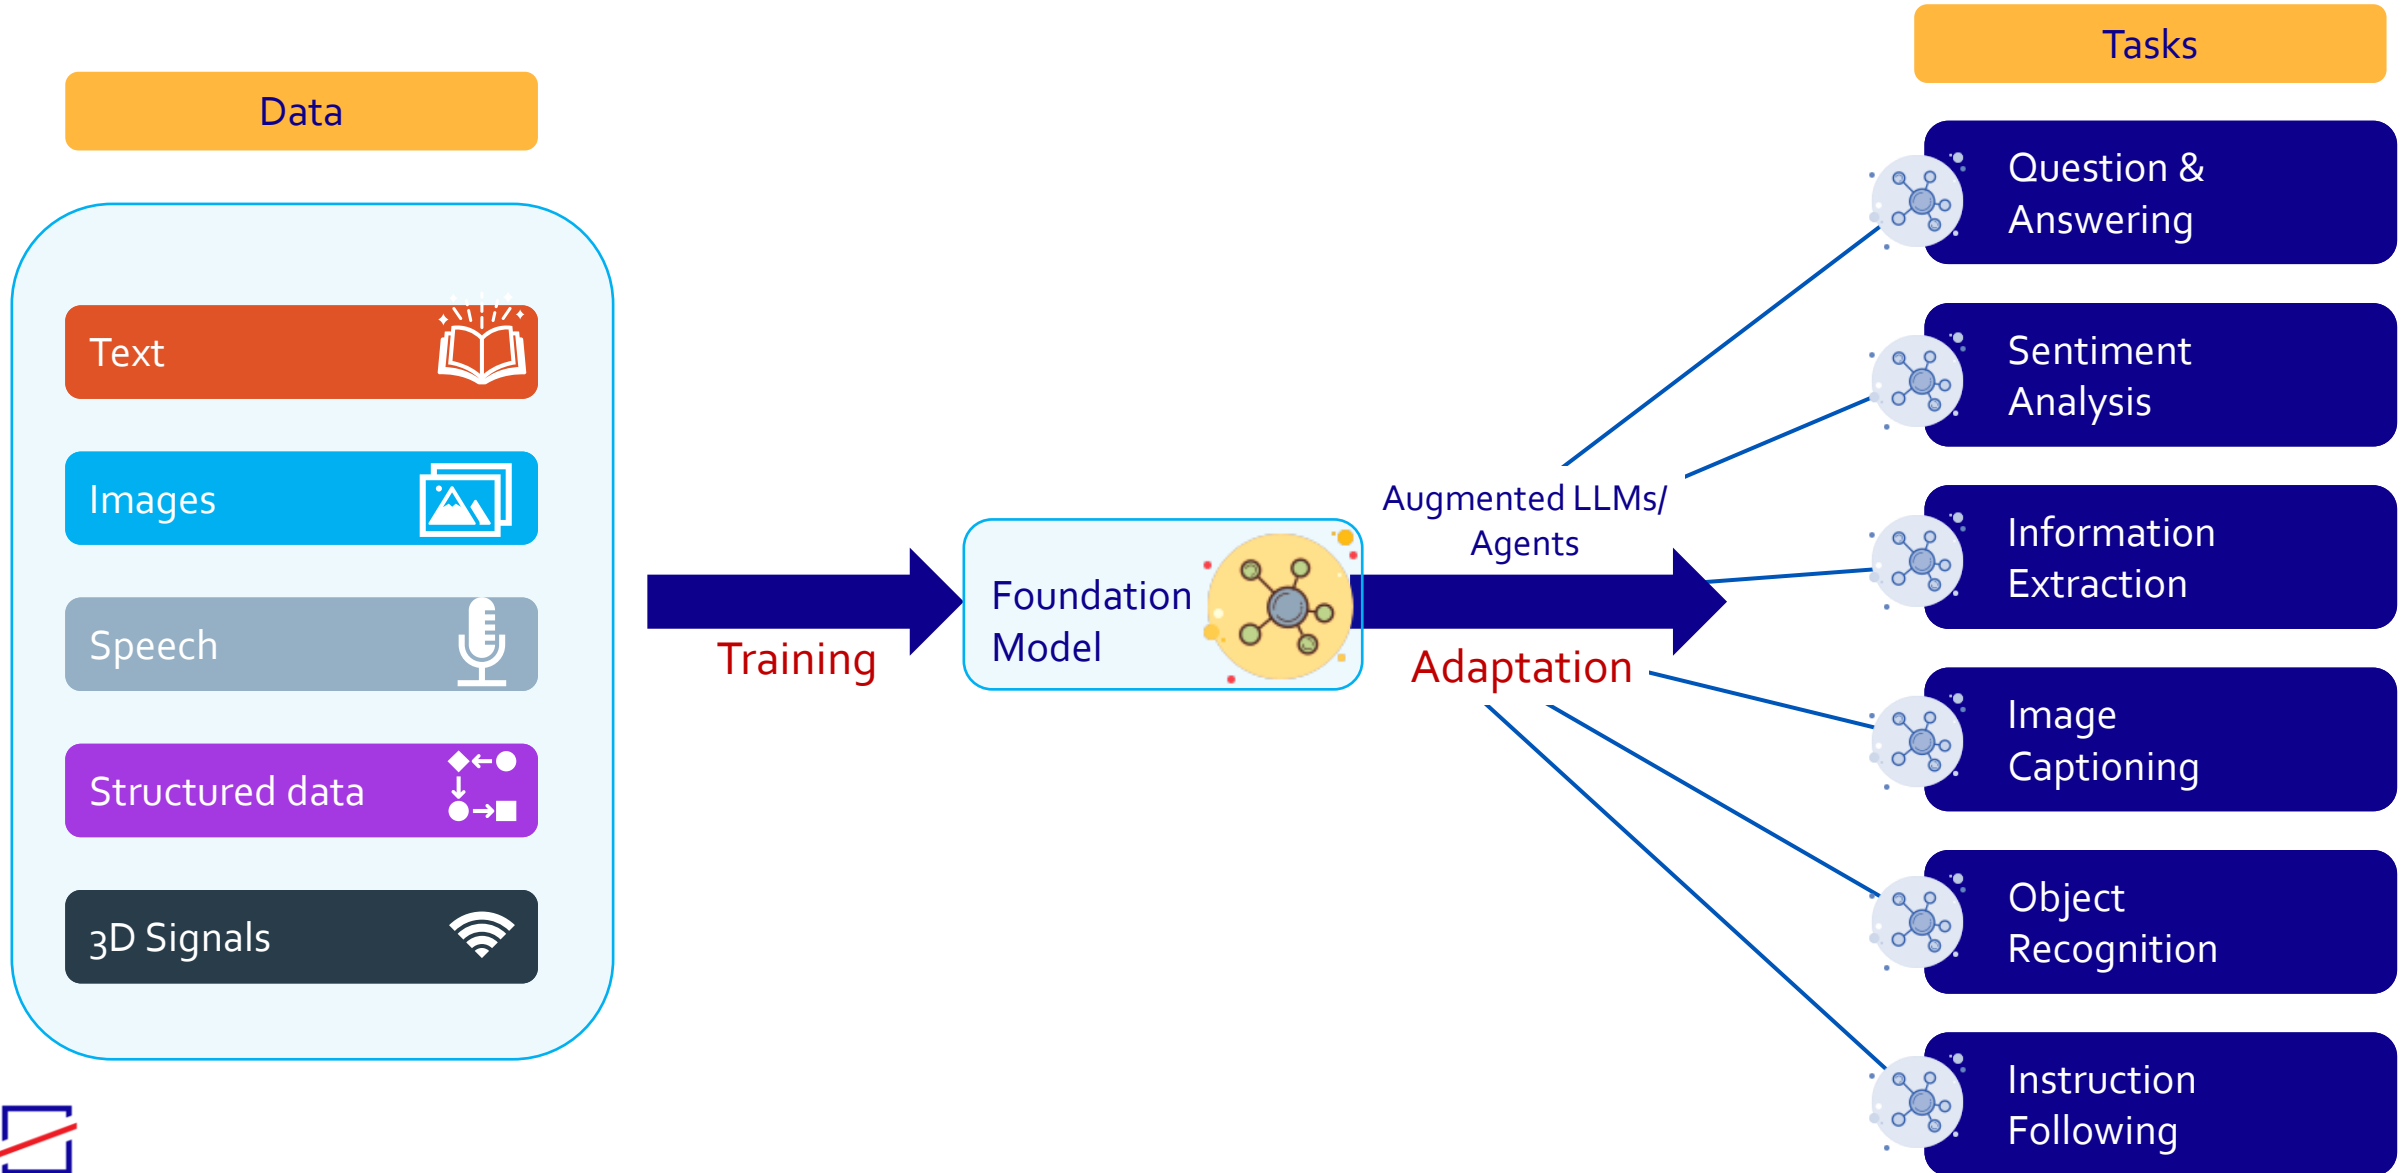 Data
Text
Images
Speech
Structured data
3D Signals
Training
Foundation
Model
Augmented LLMs/
Agents
Adaptation
Tasks
Question &
Answering
Sentiment
Analysis
Information
Extraction
Image
Captioning
Object
Recognition
Instruction
Following